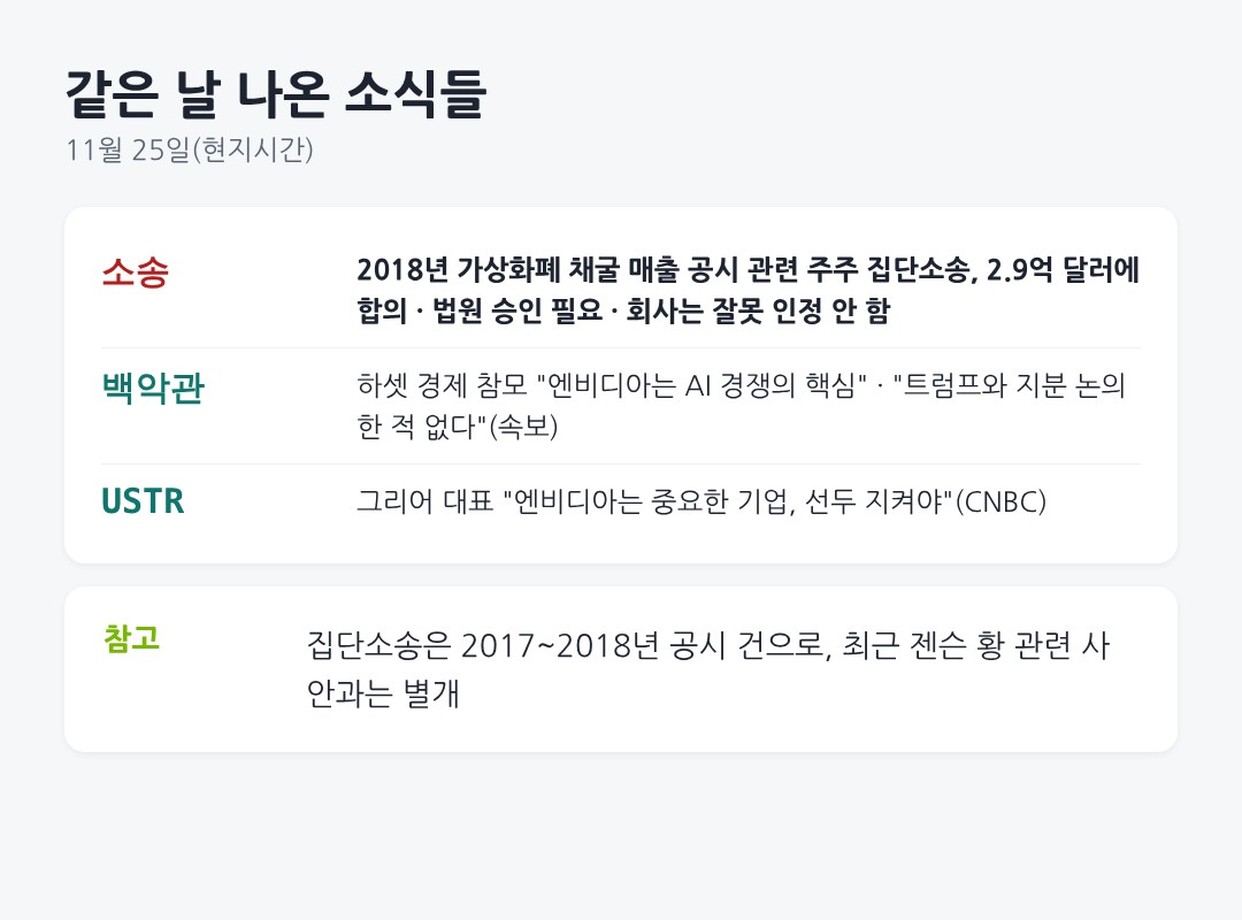 같은 날 나온 소식들
11월 25일(현지시간)
소송
2018년 가상화폐 채굴 매출 공시 관련 주주 집단소송, 2.9억 달러에
합의 · 법원 승인 필요 · 회사는 잘못 인정 안 함
백악관
하셋 경제 참모 "엔비디아는 AI 경쟁의 핵심" · "트럼프와 지분 논의
한 적 없다"(속보)
USTR
그리어 대표 "엔비디아는 중요한 기업, 선두 지켜야"(CNBC)
참고
집단소송은 2017~2018년 공시 건으로, 최근 젠슨 황 관련 사
안과는 별개